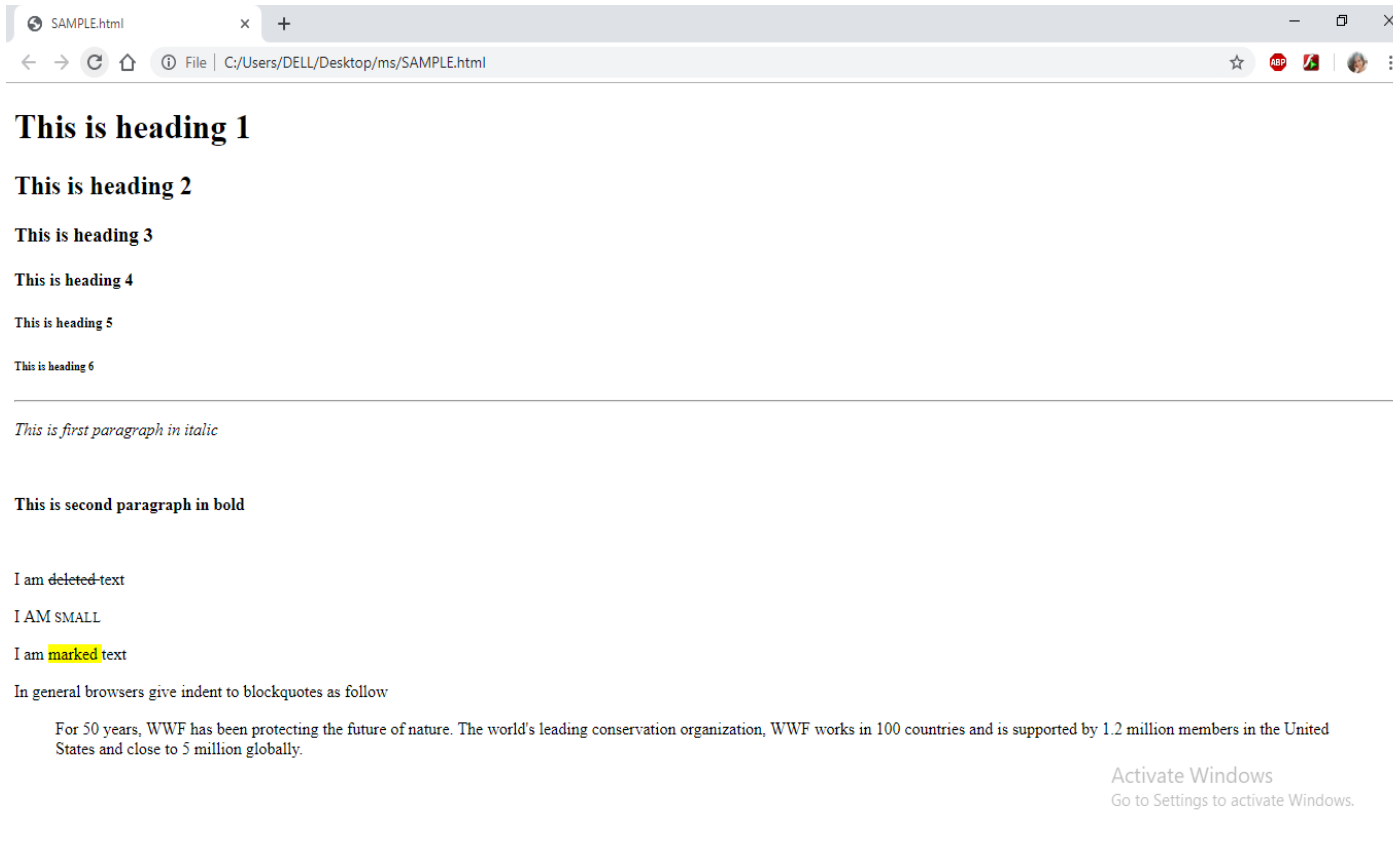 SAMPLE.html
File
C:/Users/DELL/Desktop/ms/SAMPLE.html
ABP
This is heading 1
This is heading 2
This is heading 3
This is heading 4
This is heading 5
This is heading 6
This is first paragraph in italic
This is second paragraph in bold
I am deleted text
I AM SMALL
I am marked text
In general browsers give indent to blockquotes as follow
For 50 years, WWF has been protecting the future of nature. The world's leading conservation organization, WWF works in 100 countries and is supported by 1.2 million members in the United
States and close to 5 million globally.
Activate Windows
Go to Settings to activate Windows.